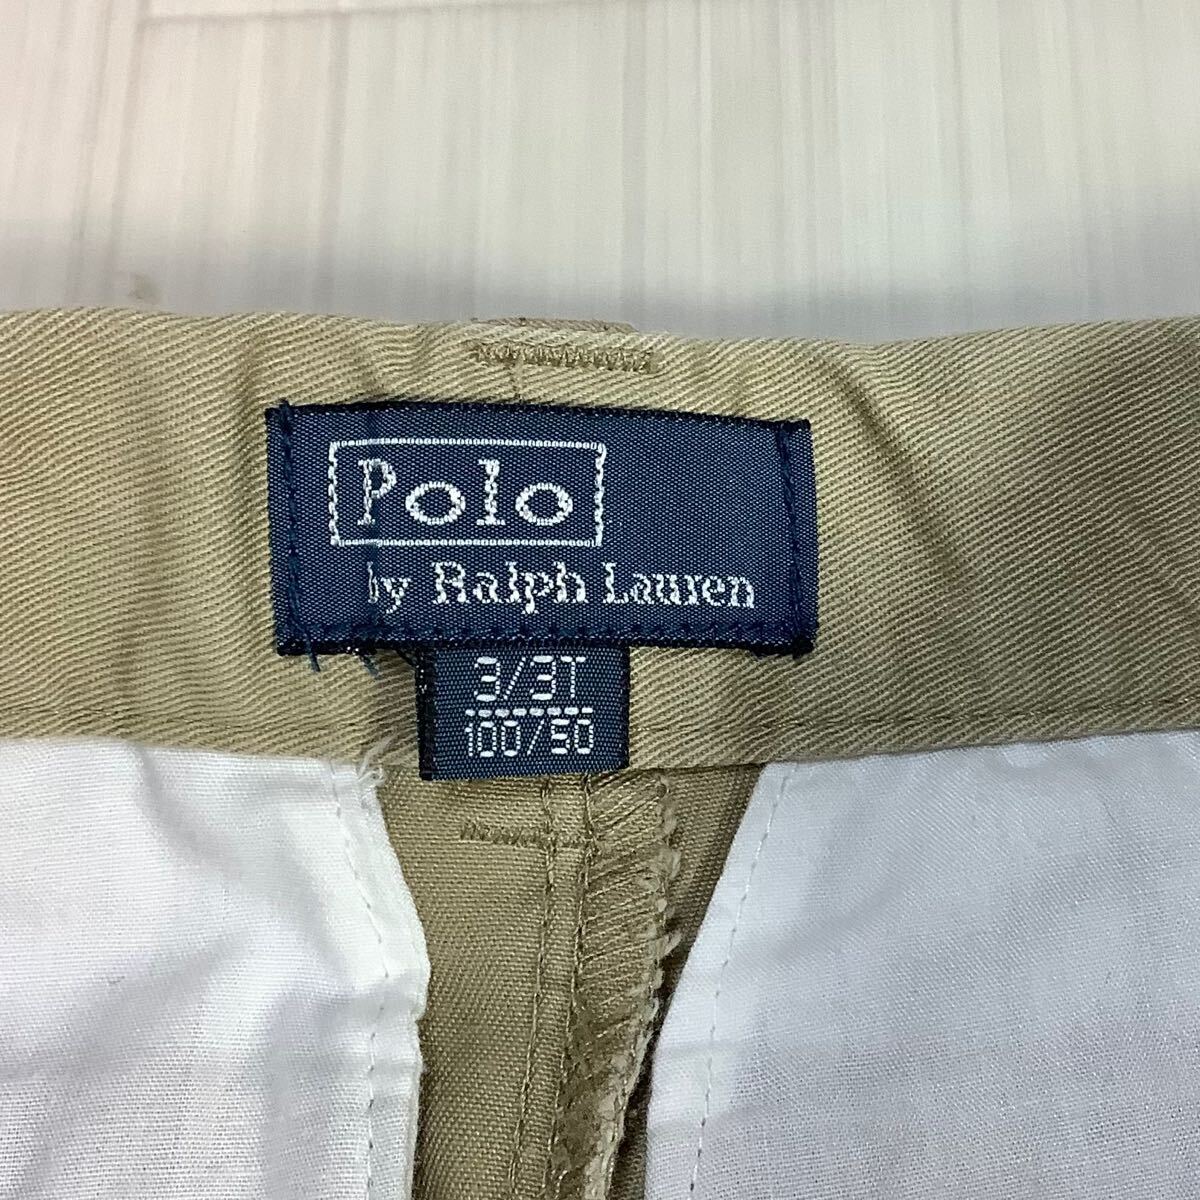 Polo
by Ralph Lauren
3/3T
100/50